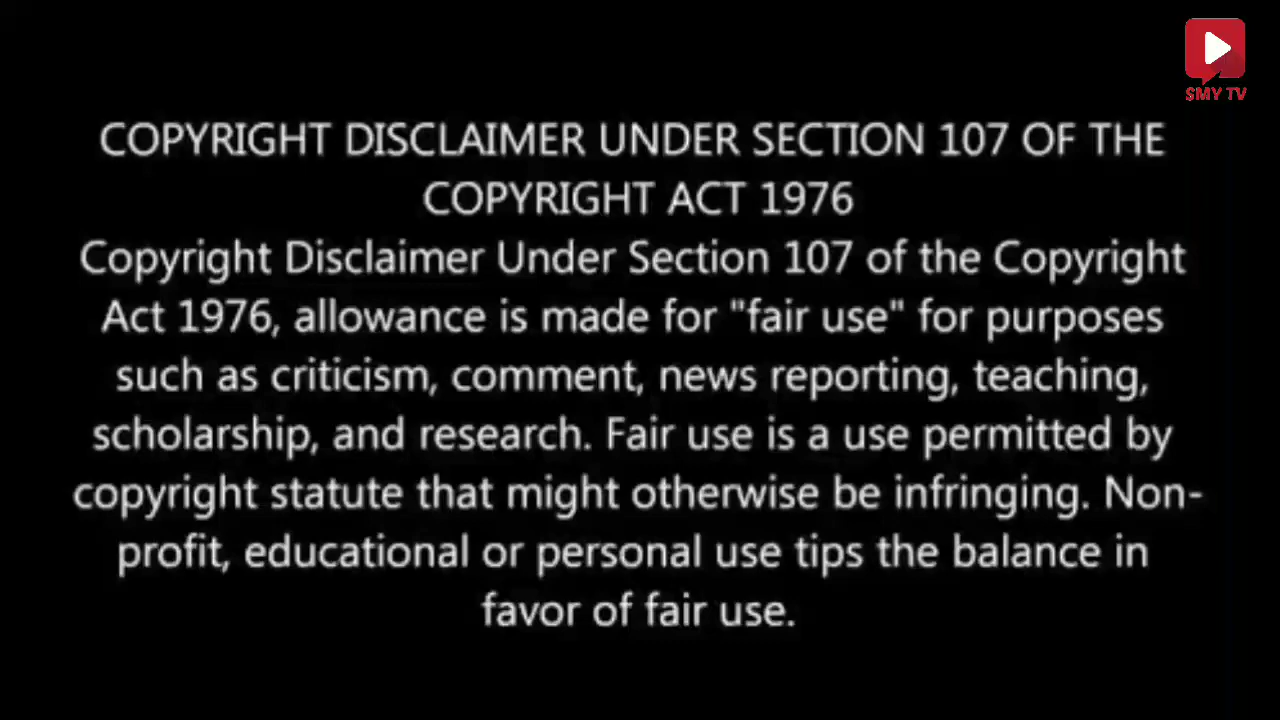 SMY TV
COPYRIGHT DISCLAIMER UNDER SECTION 107 OF THE
COPYRIGHT ACT 1976
Copyright Disclaimer Under Section 107 of the Copyright
Act 1976, allowance is made for "fair use" for purposes
such as criticism, comment, news reporting, teaching,
scholarship, and research. Fair use is a use permitted by
copyright statute that might otherwise be infringing. Non-
profit, educational or personal use tips the balance in
favor of fair use.